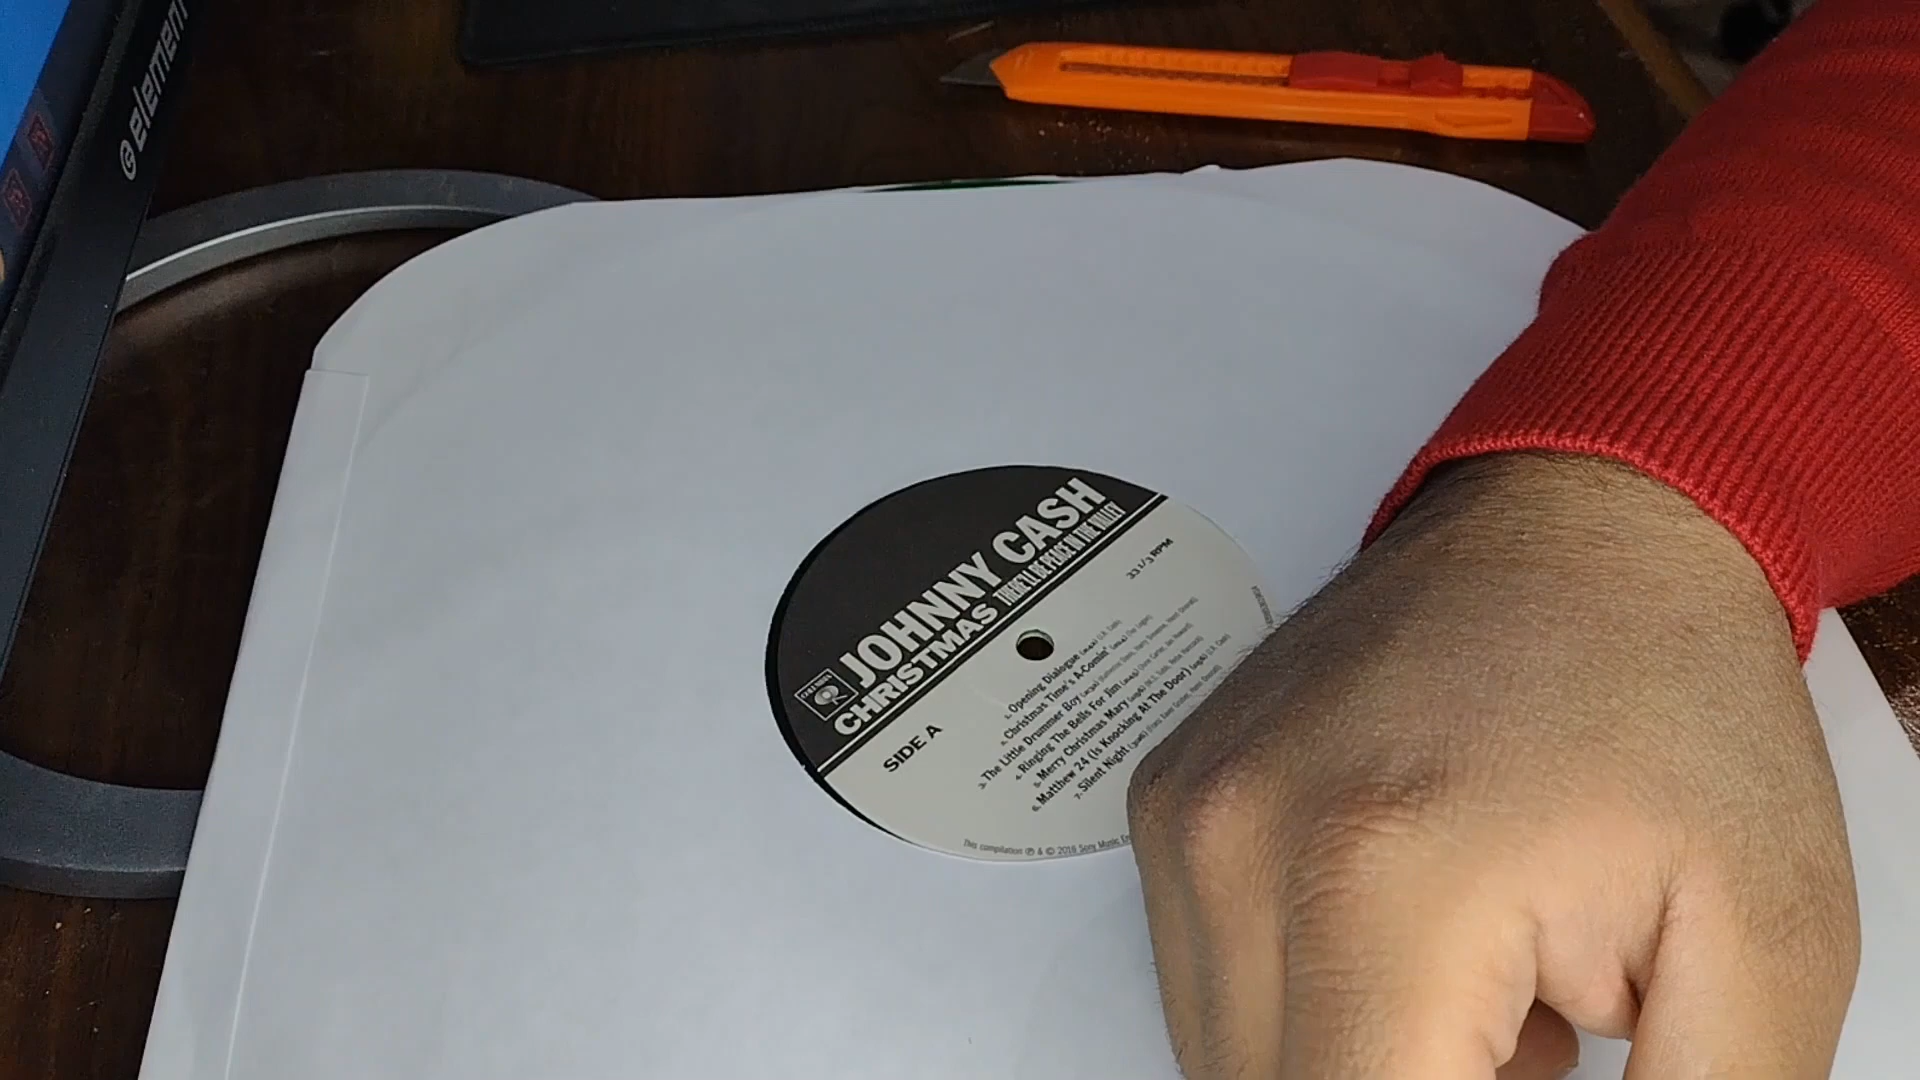 element
COLUMBIA
JOHNNY CASH
CHRISTMAS THERE'LL BE PEACE IN THE VALLEY
33 1/3 RPM
SIDE A
1. Opening Dialogue
2. Christmas Time's A-Comin'
3. The Little Drummer Boy
4. Ringing The Bells For Jim
5. Merry Christmas Mary
6. Matthew 24 (Is Knocking At The Door)
7. Silent Night
This compilation ℗ & © 2016 Sony Music